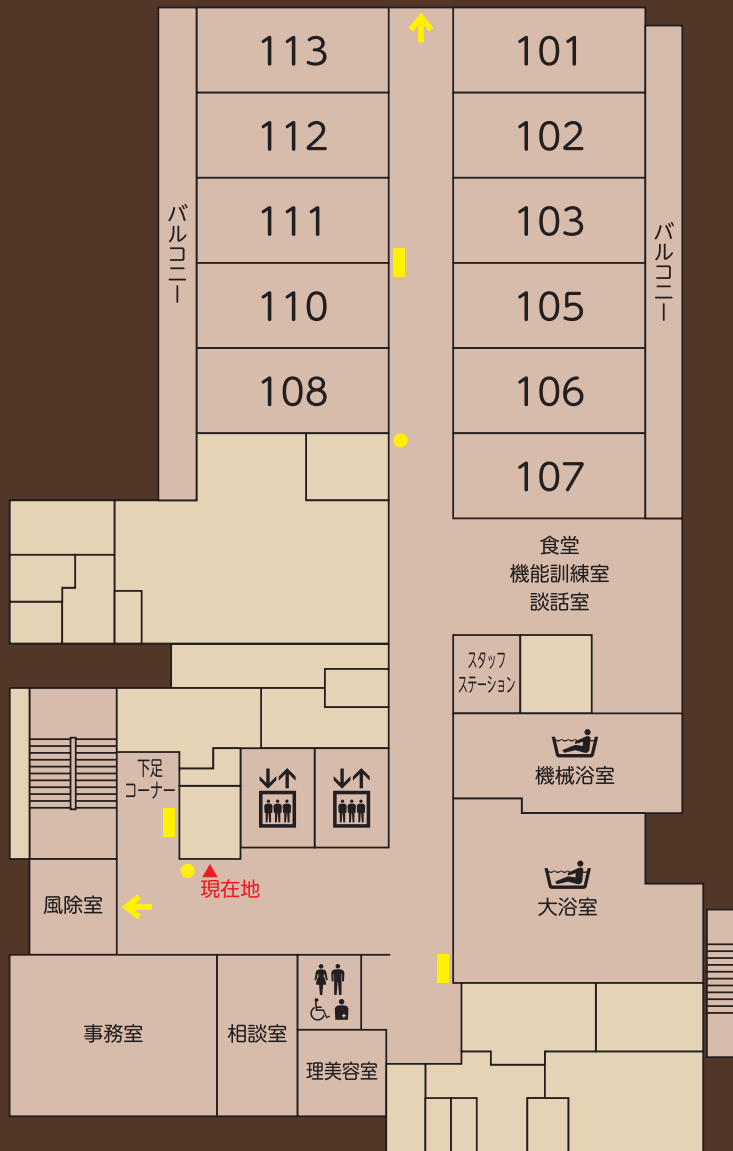 113
101
112
102
111
103
バルコニー
バルコニー
110
105
108
106
107
食堂
機能訓練室
談話室
スタッフ
ステーション
下足
コーナー
機械浴室
現在地
風除室
大浴室
事務室
相談室
理美容室